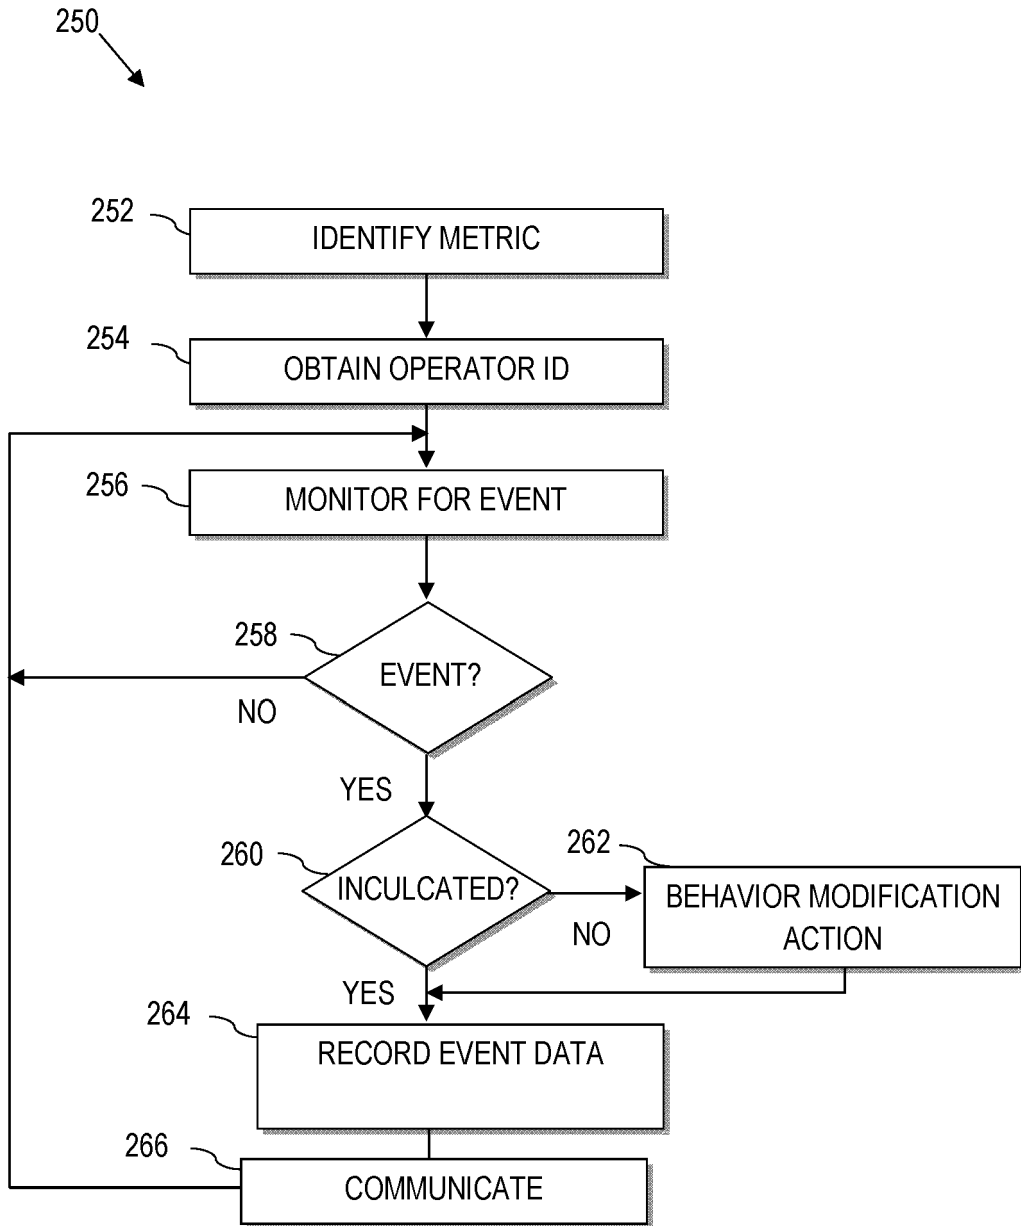 250
252
IDENTIFY METRIC
254
OBTAIN OPERATOR ID
256
MONITOR FOR EVENT
258
EVENT?
NO
YES
260
INCULCATED?
262
BEHAVIOR MODIFICATION
ACTION
NO
YES
264
RECORD EVENT DATA
266
COMMUNICATE